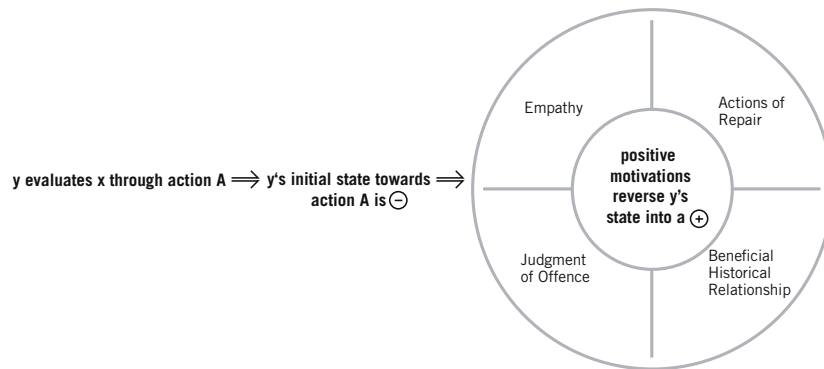 Empathy
Actions of
Repair
y evaluates x through action A ⟹ y‘s initial state towards ⟹
action A is ⊖
positive
motivations
reverse y's
state into a ⊕
Judgment
of Offence
Beneficial
Historical
Relationship